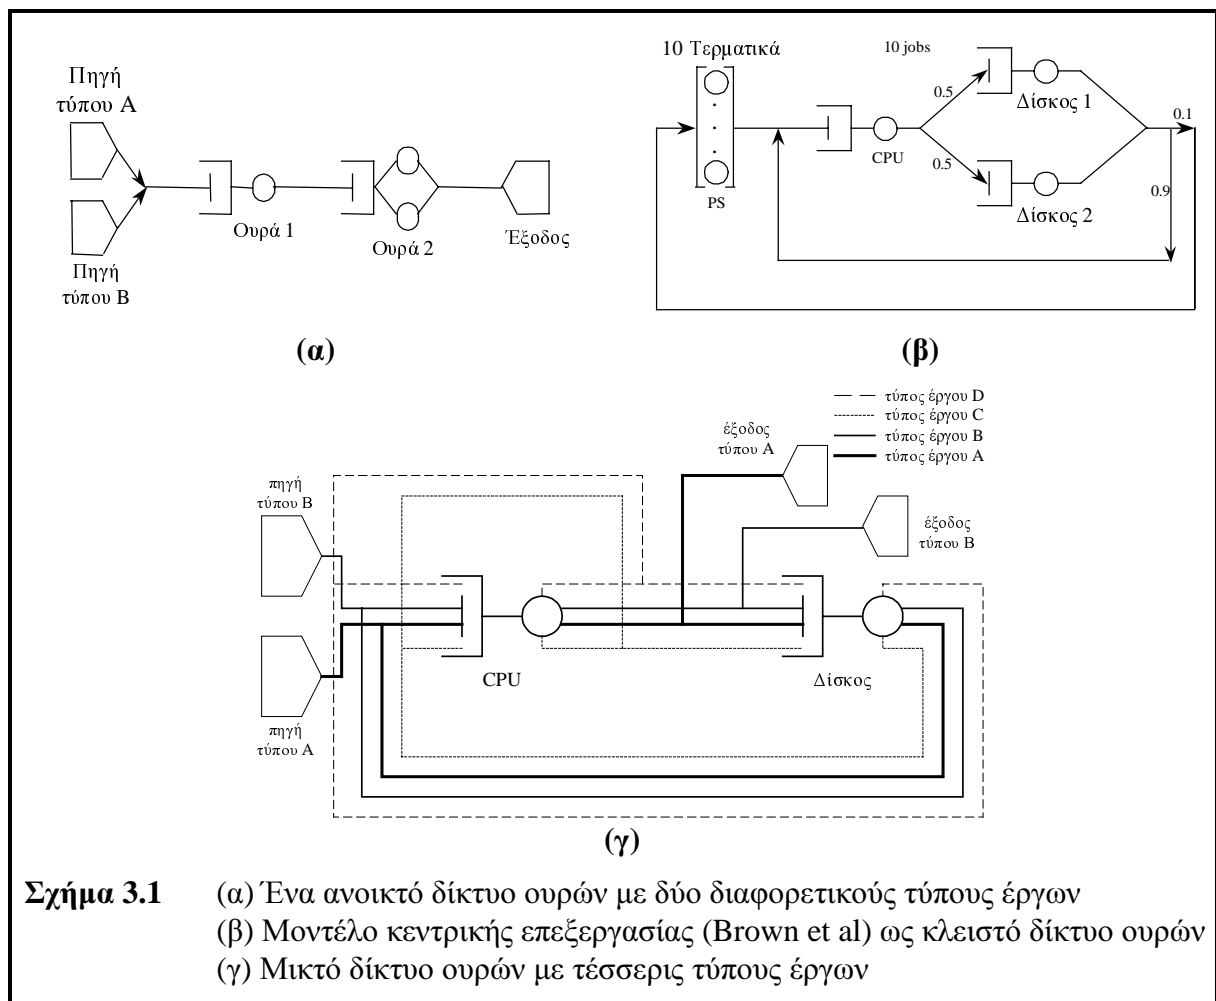 Πηγή
τύπου Α
Πηγή
τύπου Β
Ουρά 1
Ουρά 2
Έξοδος
(α)
10 Τερματικά
PS
10 jobs
CPU
0.5
0.5
Δίσκος 1
Δίσκος 2
0.1
0.9
(β)
τύπος έργου D
τύπος έργου C
τύπος έργου B
τύπος έργου A
έξοδος
τύπου Α
έξοδος
τύπου Β
πηγή
τύπου Β
πηγή
τύπου Α
CPU
Δίσκος
(γ)
Σχήμα 3.1 (α) Ένα ανοικτό δίκτυο ουρών με δύο διαφορετικούς τύπους έργων
(β) Μοντέλο κεντρικής επεξεργασίας (Brown et al) ως κλειστό δίκτυο ουρών
(γ) Μικτό δίκτυο ουρών με τέσσερις τύπους έργων